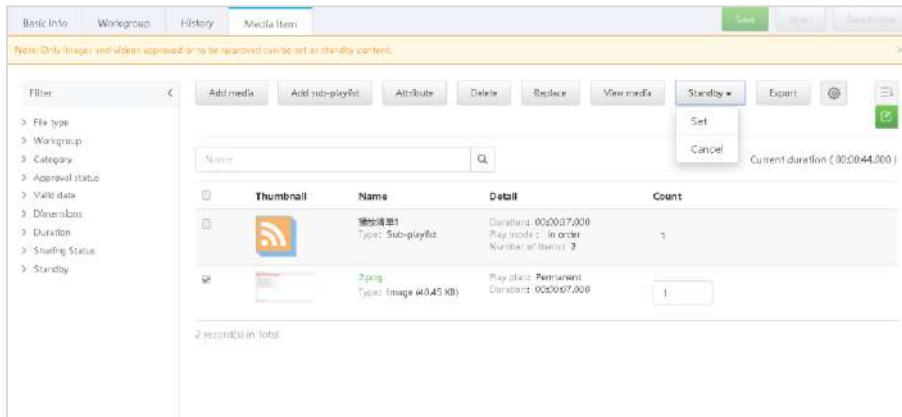 Basic Info Workgroup History Media Item Save
Note: Only images and videos approved or to be approved can be set as standby content.
Filter Add media Add sub-playlist Attribute Delete Replace View media Standby Export
File type
Workgroup
Category
Approval status
Valid date
Dimensions
Duration
Sharing Status
Standby
Set
Cancel
Name
Current duration ( 00:00:44.000 )
Thumbnail Name Detail Count
播放清单1
Type: Sub-playlist
Duration: 00:00:37.000
Play mode : In order
Number of items: 2
1
2.png
Type: Image (40.45 KB)
Play plan: Permanent
Duration: 00:00:07.000
1
2 record(s) in total